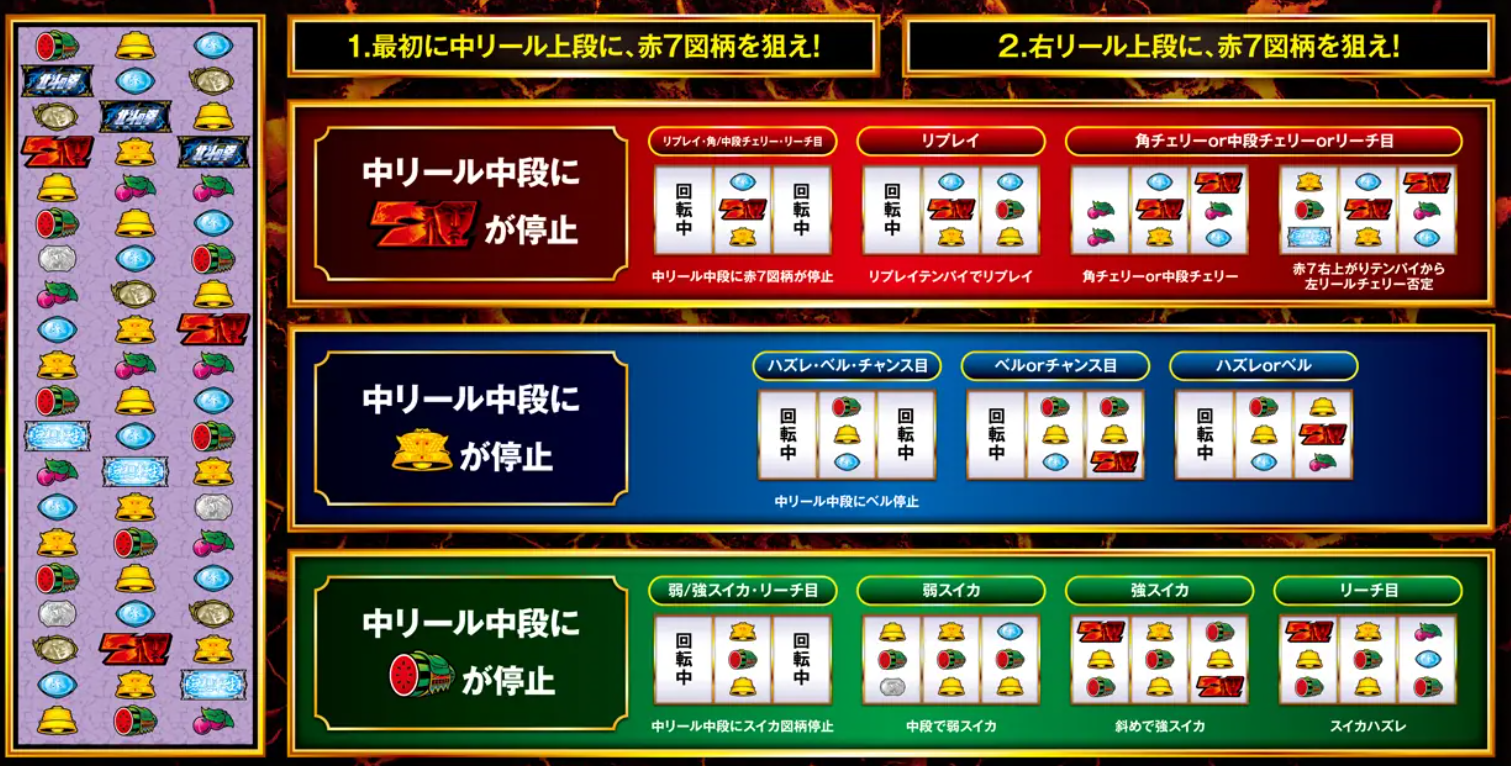 1.最初に中リール上段に、赤7図柄を狙え!
2.右リール上段に、赤7図柄を狙え!
北斗の拳
北斗の拳
北斗の拳
中リール中段に
が停止
リプレイ・角/中段チェリー・リーチ目
回転中
回転中
中リール中段に赤7図柄が停止
リプレイ
回転中
リプレイテンパイでリプレイ
角チェリーor中段チェリーorリーチ目
角チェリーor中段チェリー
赤7右上がりテンパイから
左リールチェリー否定
中リール中段に
が停止
ハズレ・ベル・チャンス目
回転中
回転中
中リール中段にベル停止
ベルorチャンス目
回転中
ハズレorベル
回転中
中リール中段に
が停止
弱/強スイカ・リーチ目
回転中
回転中
中リール中段にスイカ図柄停止
弱スイカ
中段で弱スイカ
強スイカ
斜めで強スイカ
リーチ目
スイカハズレ